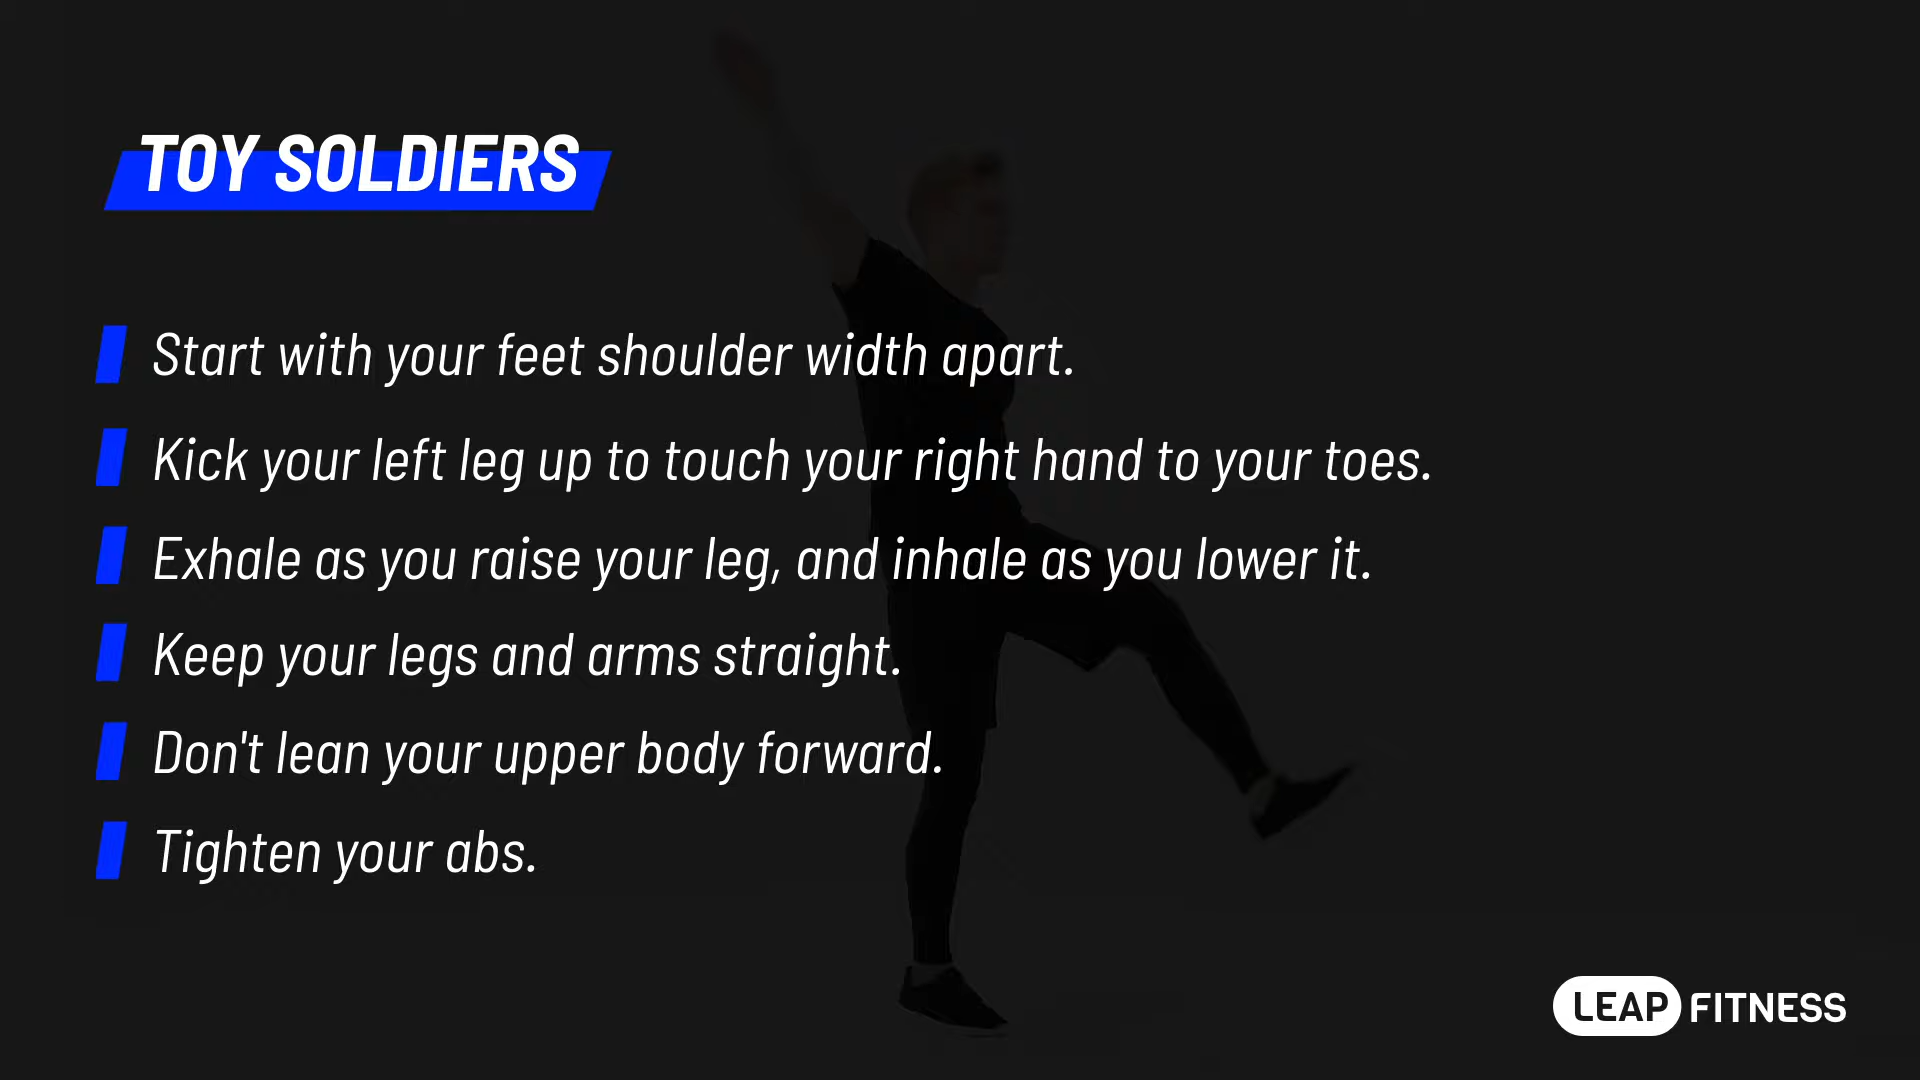 TOY SOLDIERS
Start with your feet shoulder width apart.
Kick your left leg up to touch your right hand to your toes.
Exhale as you raise your leg, and inhale as you lower it.
Keep your legs and arms straight.
Don't lean your upper body forward.
Tighten your abs.
LEAP FITNESS